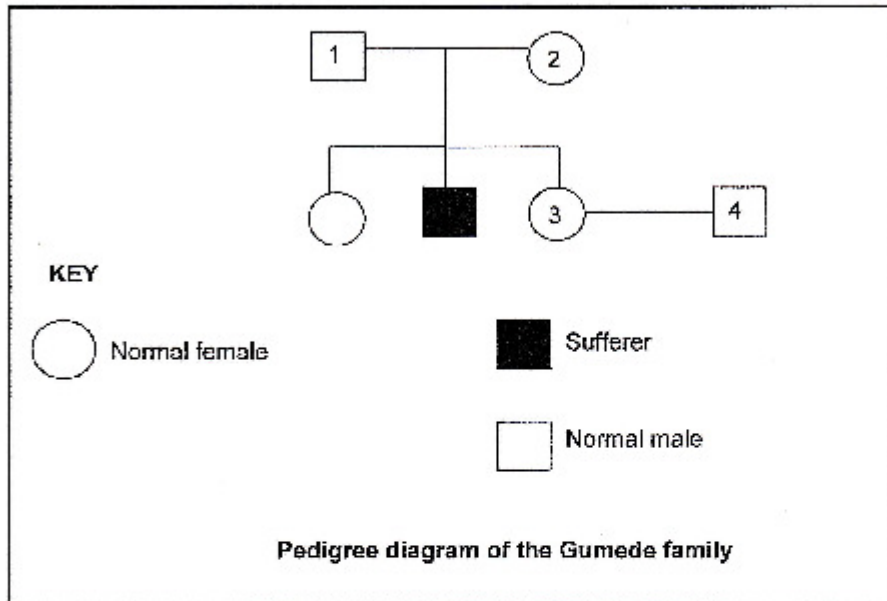 1 2
3 4
KEY
Normal female
Sufferer
Normal male
Pedigree diagram of the Gumede family